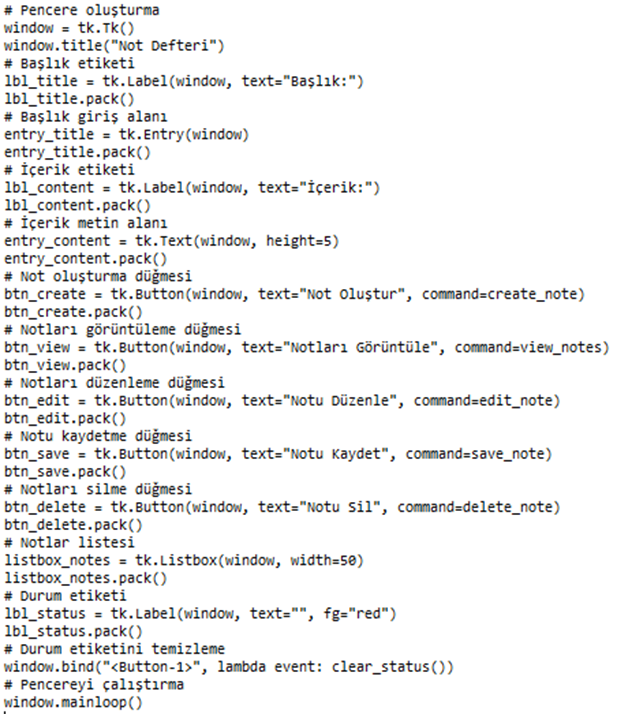 # Pencere oluşturma
window = tk.Tk()
window.title("Not Defteri")
# Başlık etiketi
lbl_title = tk.Label(window, text="Başlık:")
lbl_title.pack()
# Başlık giriş alanı
entry_title = tk.Entry(window)
entry_title.pack()
# İçerik etiketi
lbl_content = tk.Label(window, text="İçerik:")
lbl_content.pack()
# İçerik metin alanı
entry_content = tk.Text(window, height=5)
entry_content.pack()
# Not oluşturma düğmesi
btn_create = tk.Button(window, text="Not Oluştur", command=create_note)
btn_create.pack()
# Notları görüntüleme düğmesi
btn_view = tk.Button(window, text="Notları Görüntüle", command=view_notes)
btn_view.pack()
# Notları düzenleme düğmesi
btn_edit = tk.Button(window, text="Notu Düzenle", command=edit_note)
btn_edit.pack()
# Notu kaydetme düğmesi
btn_save = tk.Button(window, text="Notu Kaydet", command=save_note)
btn_save.pack()
# Notları silme düğmesi
btn_delete = tk.Button(window, text="Notu Sil", command=delete_note)
btn_delete.pack()
# Notlar listesi
listbox_notes = tk.Listbox(window, width=50)
listbox_notes.pack()
# Durum etiketi
lbl_status = tk.Label(window, text="", fg="red")
lbl_status.pack()
# Durum etiketini temizleme
window.bind("<Button-1>", lambda event: clear_status())
# Pencereyi çalıştırma
window.mainloop()